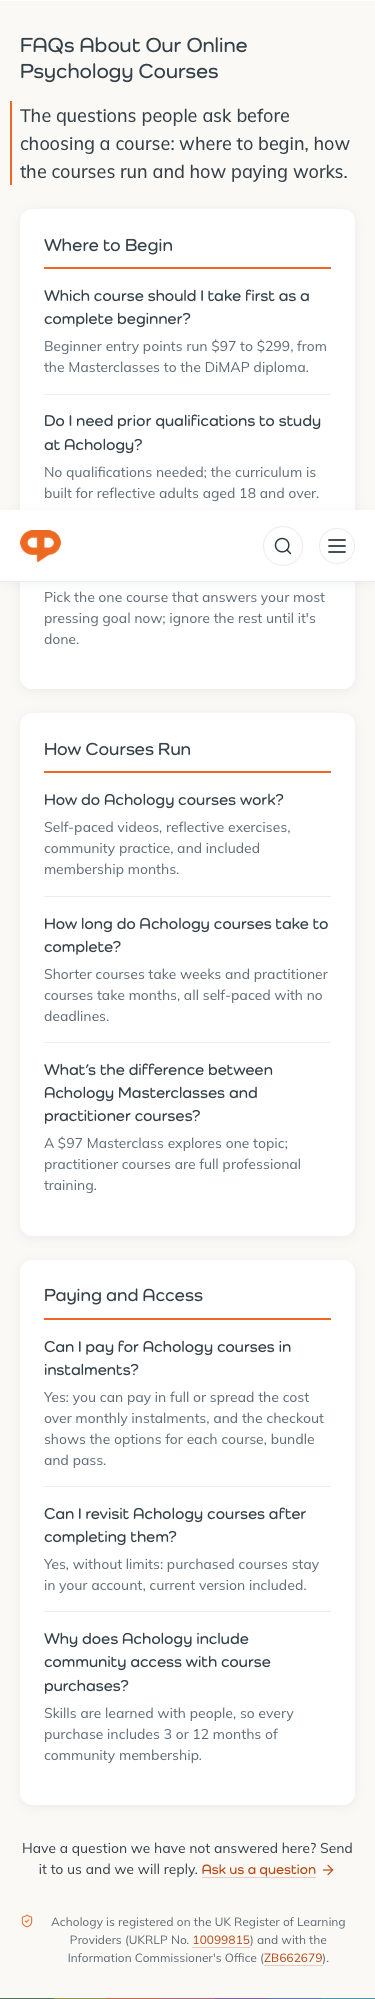 FAQs About Our Online
Psychology Courses
The questions people ask before
choosing a course: where to begin, how
the courses run and how paying works.
Where to Begin
Which course should I take first as a
complete beginner?
Beginner entry points run $97 to $299, from
the Masterclasses to the DiMAP diploma.
Do I need prior qualifications to study
at Achology?
No qualifications needed; the curriculum is
built for reflective adults aged 18 and over.
Pick the one course that answers your most
pressing goal now; ignore the rest until it's
done.
How Courses Run
How do Achology courses work?
Self-paced videos, reflective exercises,
community practice, and included
membership months.
How long do Achology courses take to
complete?
Shorter courses take weeks and practitioner
courses take months, all self-paced with no
deadlines.
What's the difference between
Achology Masterclasses and
practitioner courses?
A $97 Masterclass explores one topic;
practitioner courses are full professional
training.
Paying and Access
Can I pay for Achology courses in
instalments?
Yes: you can pay in full or spread the cost
over monthly instalments, and the checkout
shows the options for each course, bundle
and pass.
Can I revisit Achology courses after
completing them?
Yes, without limits: purchased courses stay
in your account, current version included.
Why does Achology include
community access with course
purchases?
Skills are learned with people, so every
purchase includes 3 or 12 months of
community membership.
Have a question we have not answered here? Send
it to us and we will reply. Ask us a question →
Achology is registered on the UK Register of Learning
Providers (UKRLP No. 10099815) and with the
Information Commissioner's Office (ZB662679).